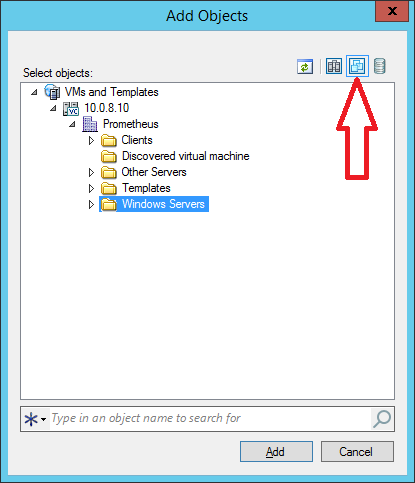 Add Objects
x
Select objects:
VMs and Templates
vc 10.0.8.10
Prometheus
Clients
Discovered virtual machine
Other Servers
Templates
Windows Servers
Type in an object name to search for
Add
Cancel